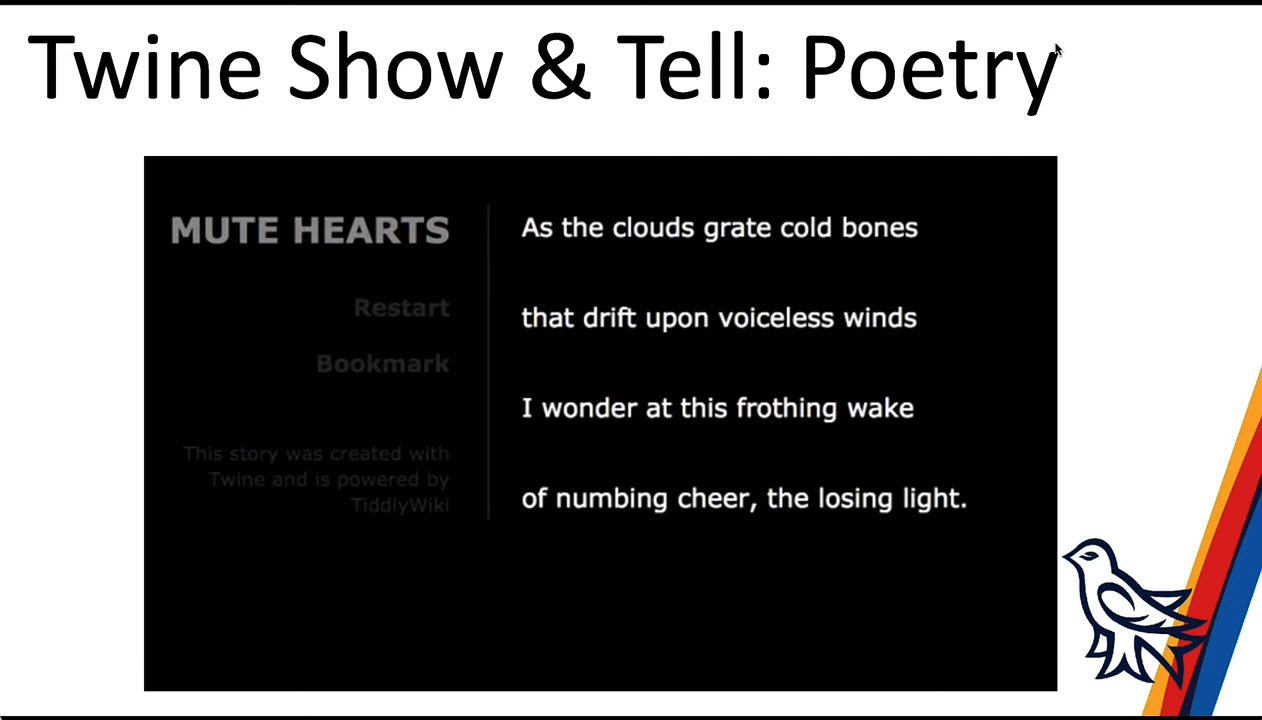 Twine Show & Tell: Poetry
MUTE HEARTS
Restart
Bookmark
This story was created with
Twine and is powered by
TiddlyWiki
As the clouds grate cold bones
that drift upon voiceless winds
I wonder at this frothing wake
of numbing cheer, the losing light.